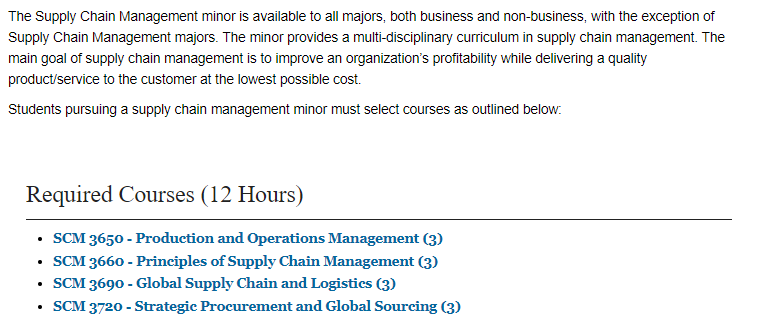 The Supply Chain Management minor is available to all majors, both business and non-business, with the exception of
Supply Chain Management majors. The minor provides a multi-disciplinary curriculum in supply chain management. The
main goal of supply chain management is to improve an organization's profitability while delivering a quality
product/service to the customer at the lowest possible cost.
Students pursuing a supply chain management minor must select courses as outlined below:
Required Courses (12 Hours)
• SCM 3650 - Production and Operations Management (3)
• SCM 3660 - Principles of Supply Chain Management (3)
• SCM 3690 - Global Supply Chain and Logistics (3)
• SCM 3720 - Strategic Procurement and Global Sourcing (3)